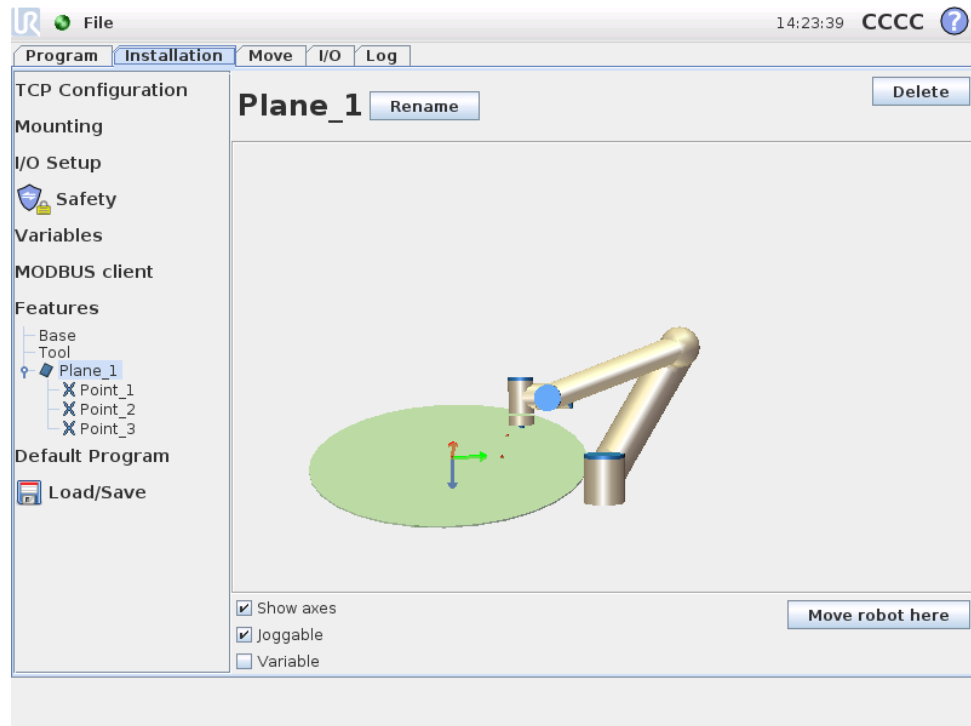 UR File 14:23:39 CCCC ?
Program Installation Move I/O Log
TCP Configuration
Mounting
I/O Setup
Safety
Variables
MODBUS client
Features
Base
Tool
Plane_1
Point_1
Point_2
Point_3
Default Program
Load/Save
Plane_1 Rename Delete
Show axes
Joggable
Variable
Move robot here